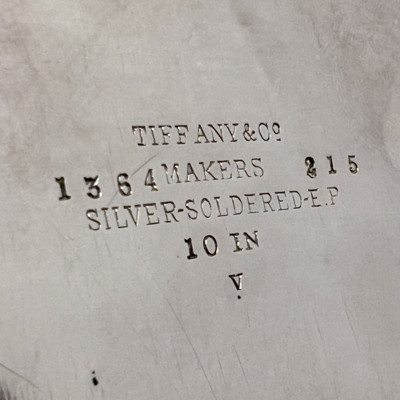 TIFFANY&Cº
1364 MAKERS 215
SILVER-SOLDERED-E.P
10 IN
V